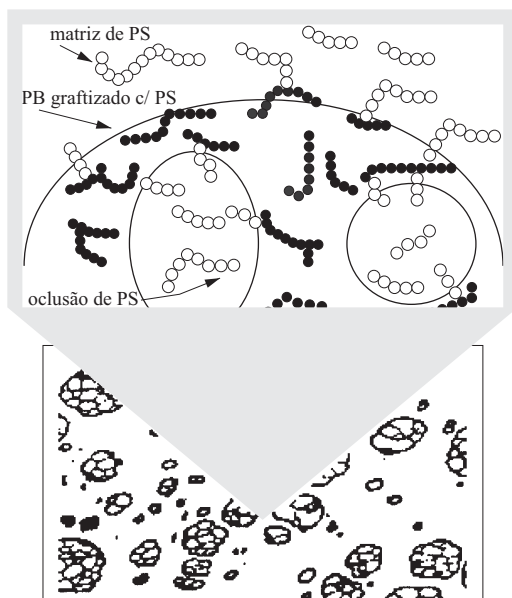 matriz de PS
PB graftizado c/ PS
oclusão de PS